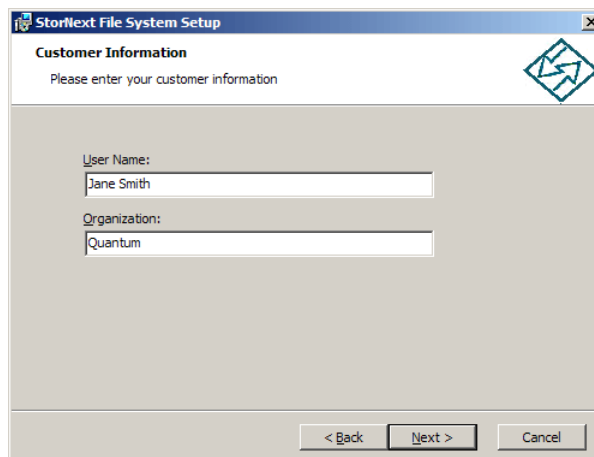 StorNext File System Setup
Customer Information
Please enter your customer information
User Name:
Jane Smith
Organization:
Quantum
< Back Next > Cancel